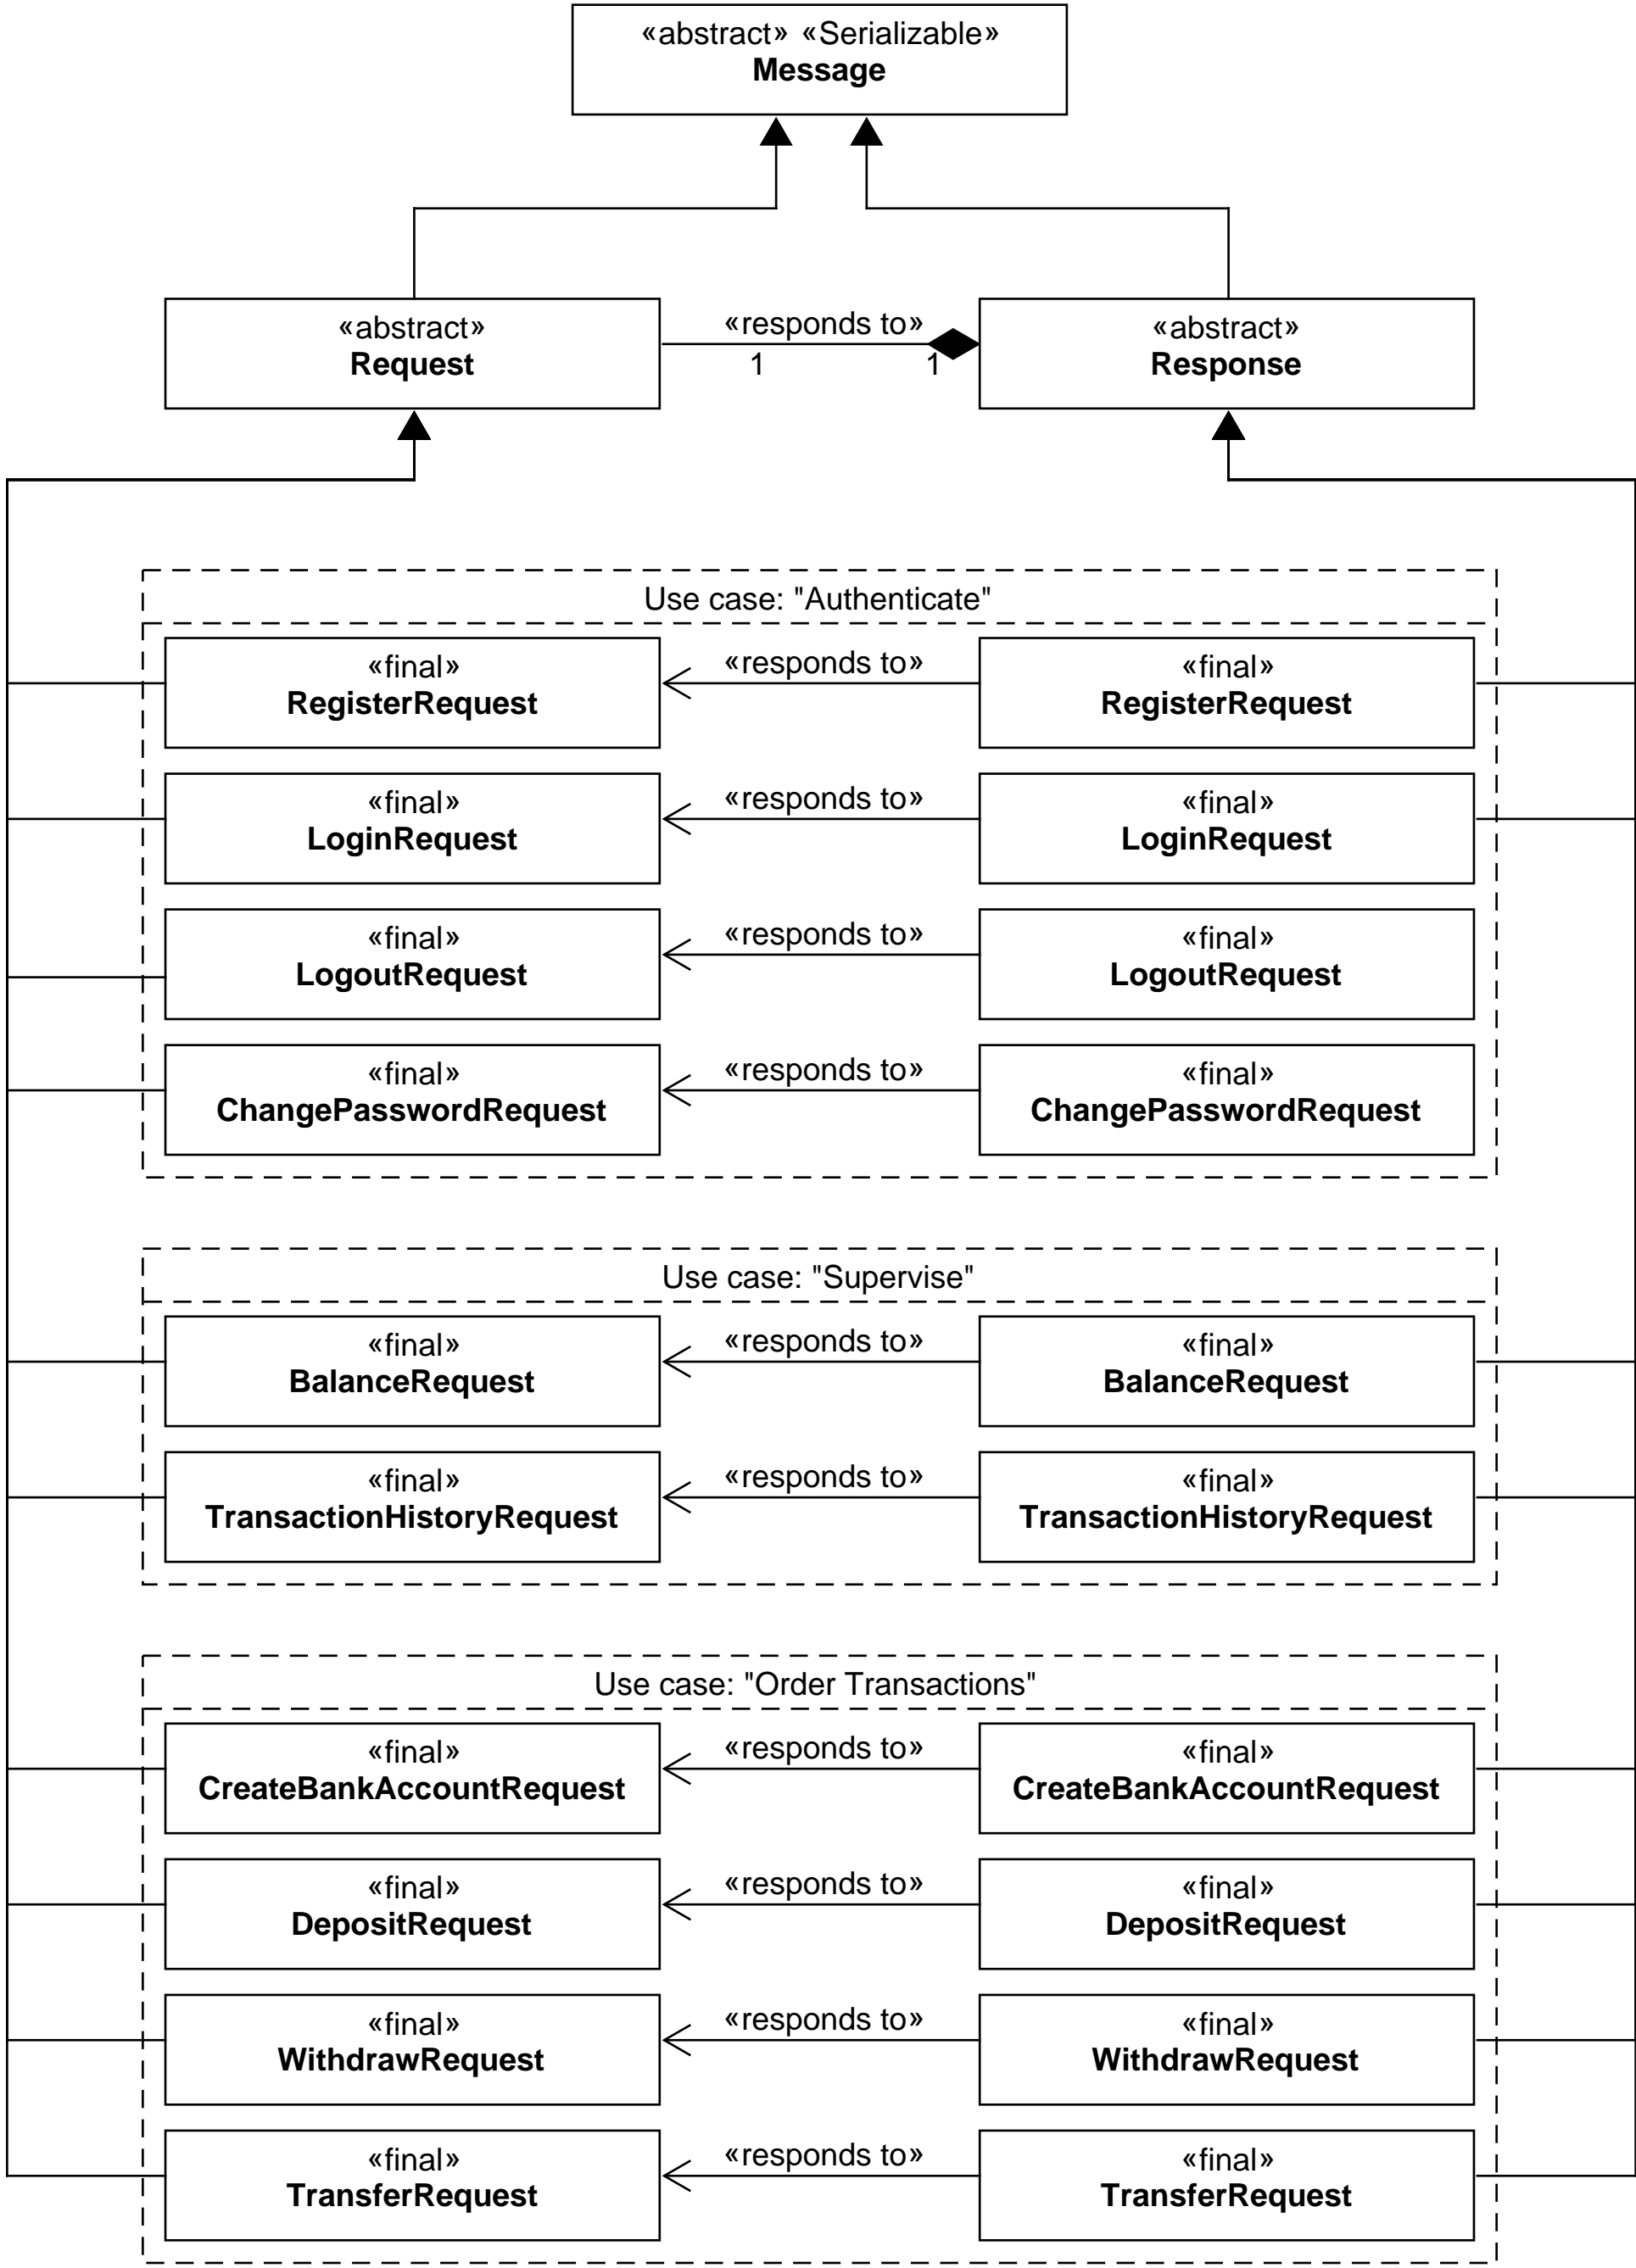 «abstract» «Serializable»
Message
«abstract»
Request
«responds to»
1 1
«abstract»
Response
Use case: "Authenticate"
«final»
RegisterRequest
«responds to»
«final»
RegisterRequest
«final»
LoginRequest
«responds to»
«final»
LoginRequest
«final»
LogoutRequest
«responds to»
«final»
LogoutRequest
«final»
ChangePasswordRequest
«responds to»
«final»
ChangePasswordRequest
Use case: "Supervise"
«final»
BalanceRequest
«responds to»
«final»
BalanceRequest
«final»
TransactionHistoryRequest
«responds to»
«final»
TransactionHistoryRequest
Use case: "Order Transactions"
«final»
CreateBankAccountRequest
«responds to»
«final»
CreateBankAccountRequest
«final»
DepositRequest
«responds to»
«final»
DepositRequest
«final»
WithdrawRequest
«responds to»
«final»
WithdrawRequest
«final»
TransferRequest
«responds to»
«final»
TransferRequest